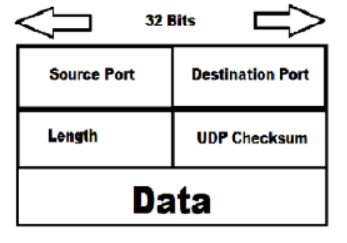 32 Bits
Source Port Destination Port
Length UDP Checksum
Data